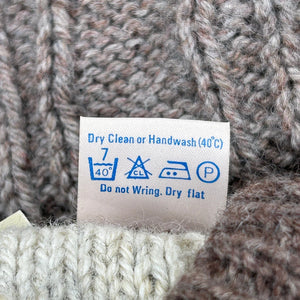 Dry Clean or Handwash (40°C)
7
40° CL P
Do not Wring. Dry flat